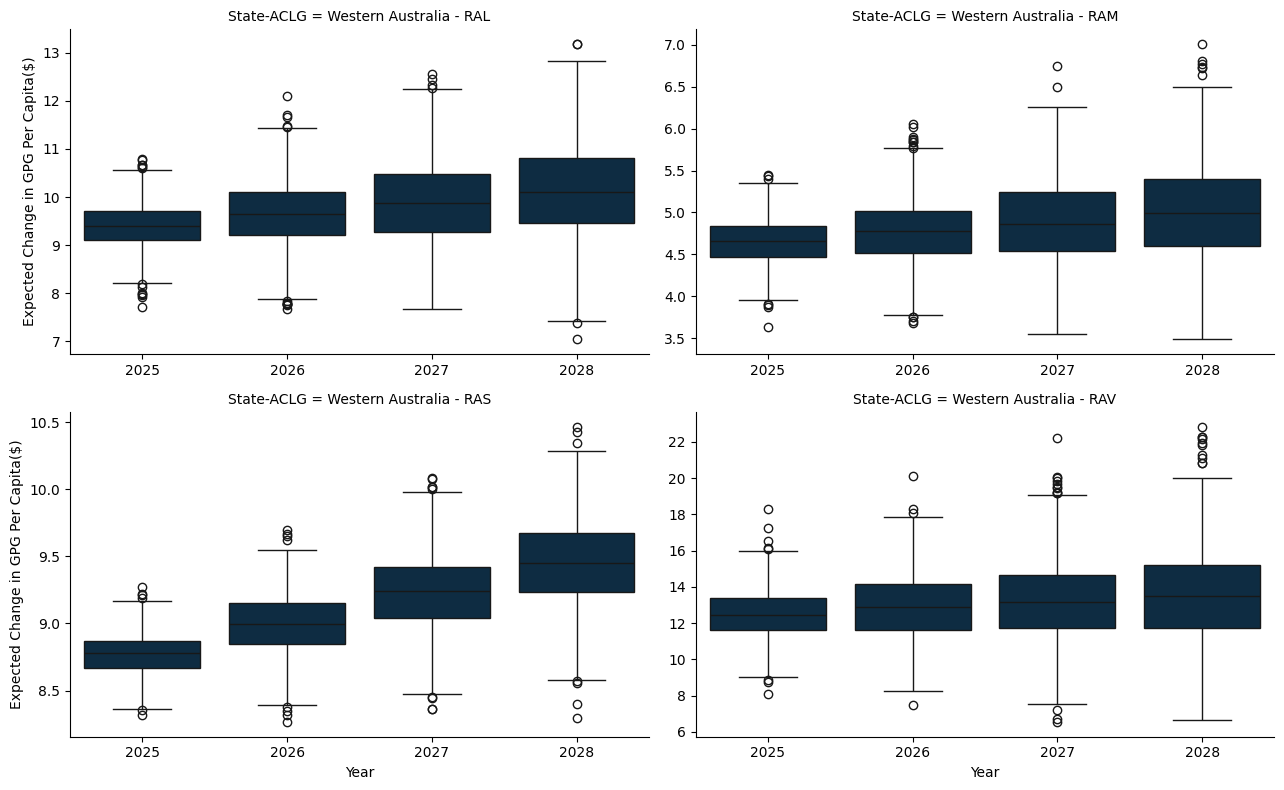 State-ACLG = Western Australia - RAL
Expected Change in GPG Per Capita($)
13
12
11
10
9
8
7
2025 2026 2027 2028
State-ACLG = Western Australia - RAM
7.0
6.5
6.0
5.5
5.0
4.5
4.0
3.5
2025 2026 2027 2028
State-ACLG = Western Australia - RAS
Expected Change in GPG Per Capita($)
10.5
10.0
9.5
9.0
8.5
2025 2026 2027 2028
Year
State-ACLG = Western Australia - RAV
22
20
18
16
14
12
10
8
6
2025 2026 2027 2028
Year